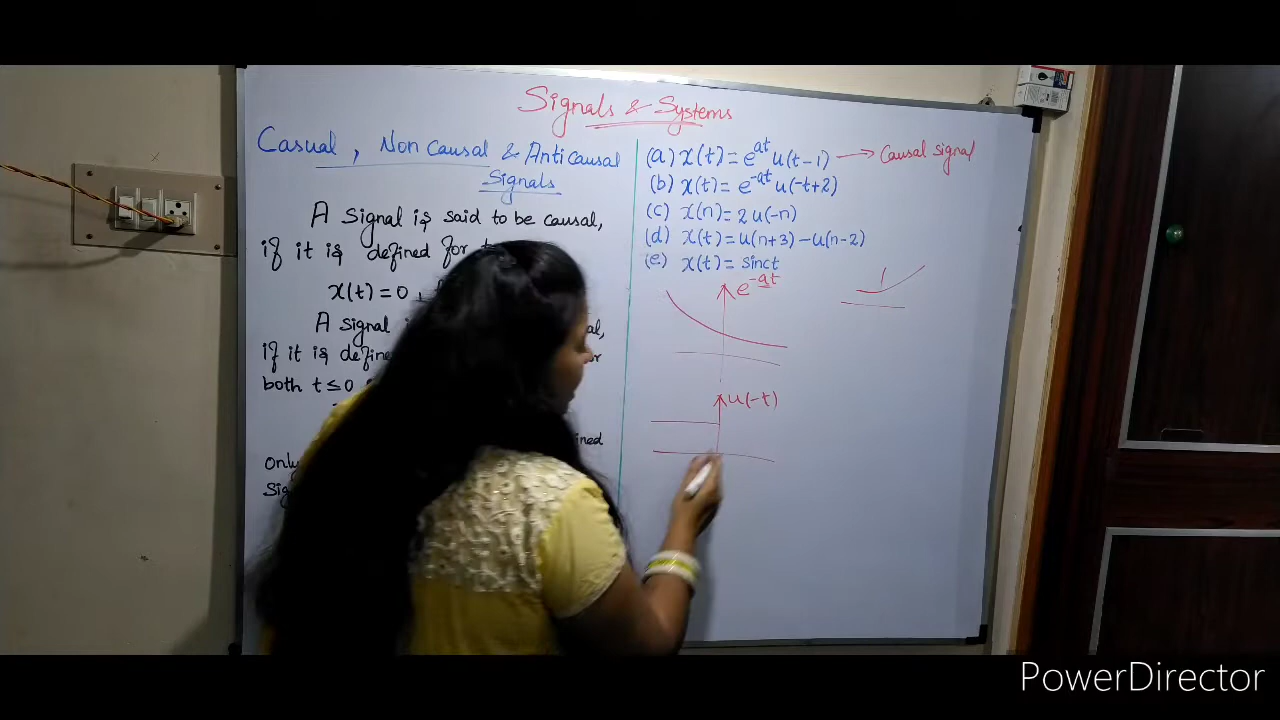 Signals & Systems
Casual, Non Causal & Anti causal
Signals
A Signal is said to be causal,
if it is defined for
x(t) = 0,
A signal
if it is define
both t ≤ 0
ined
Only
(a) x(t) = e^at u(t-1) → Causal signal
(b) x(t) = e^-at u(-t+2)
(c) x(n) = 2 u(-n)
(d) x(t) = u(n+3) - u(n-2)
(e) x(t) = sinct
e^-at
u(-t)
PowerDirector